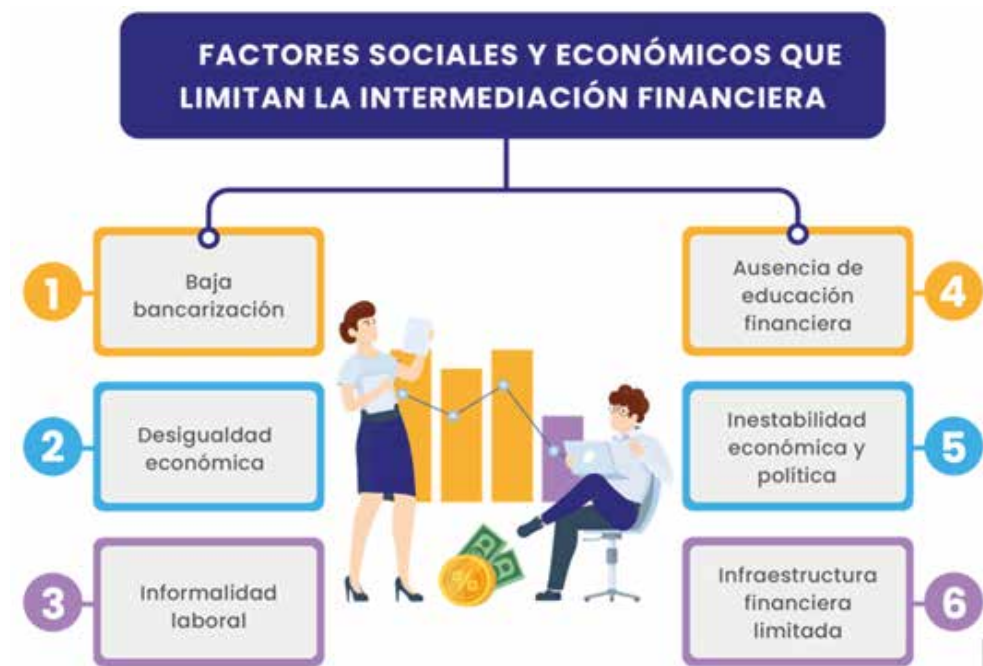 FACTORES SOCIALES Y ECONÓMICOS QUE
LIMITAN LA INTERMEDIACIÓN FINANCIERA
1
Baja
bancarización
2
Desigualdad
económica
3
Informalidad
laboral
4
Ausencia de
educación
financiera
5
Inestabilidad
económica y
política
6
Infraestructura
financiera
limitada
%